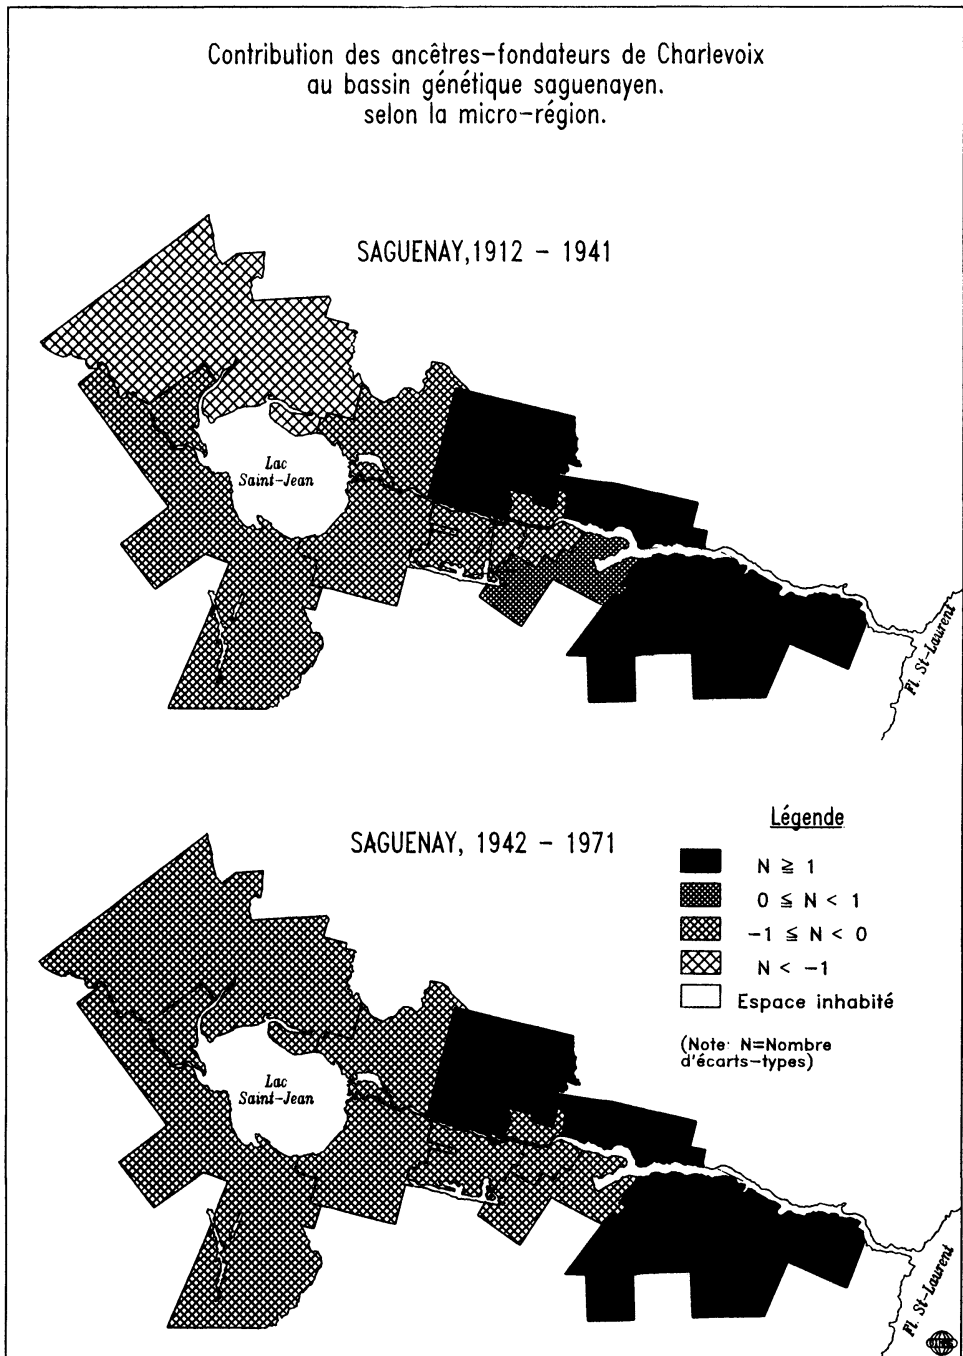 Contribution des ancêtres-fondateurs de Charlevoix
au bassin génétique saguenayen.
selon la micro-région.
SAGUENAY,1912 - 1941
Lac
Saint-Jean
Fl. St-Laurent
SAGUENAY, 1942 - 1971
Légende
N ≧ 1
0 ≦ N < 1
-1 ≦ N < 0
N < -1
Espace inhabité
(Note: N=Nombre
d'écarts-types)
Lac
Saint-Jean
Fl. St-Laurent